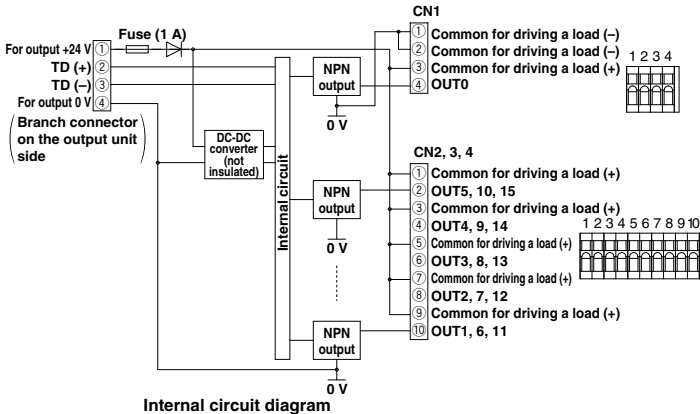 CN1
Fuse (1 A)
For output +24 V ①
TD (+) ②
TD (−) ③
For output 0 V ④
(Branch connector
on the output unit
side)
DC-DC
converter
(not
insulated)
Internal circuit
NPN
output
0 V
① Common for driving a load (−)
② Common for driving a load (−)
③ Common for driving a load (+)
④ OUT0
1 2 3 4
CN2, 3, 4
NPN
output
0 V
① Common for driving a load (+)
② OUT5, 10, 15
③ Common for driving a load (+)
④ OUT4, 9, 14
⑤ Common for driving a load (+)
⑥ OUT3, 8, 13
⑦ Common for driving a load (+)
⑧ OUT2, 7, 12
⑨ Common for driving a load (+)
⑩ OUT1, 6, 11
1 2 3 4 5 6 7 8 9 10
NPN
output
0 V
Internal circuit diagram